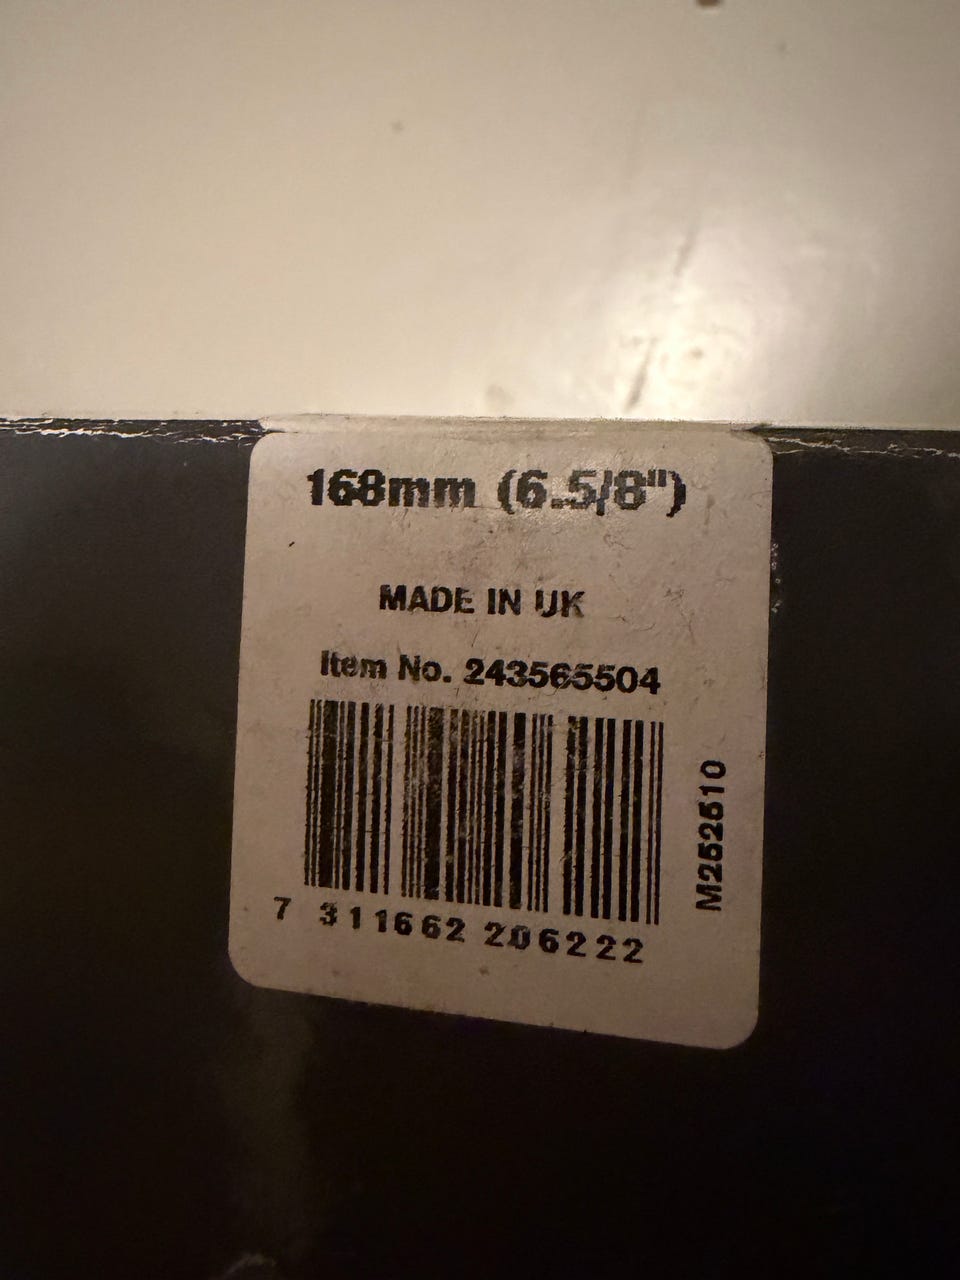 168mm (6.5/8")
MADE IN UK
Item No. 243565504
M252510
7 311662 206222